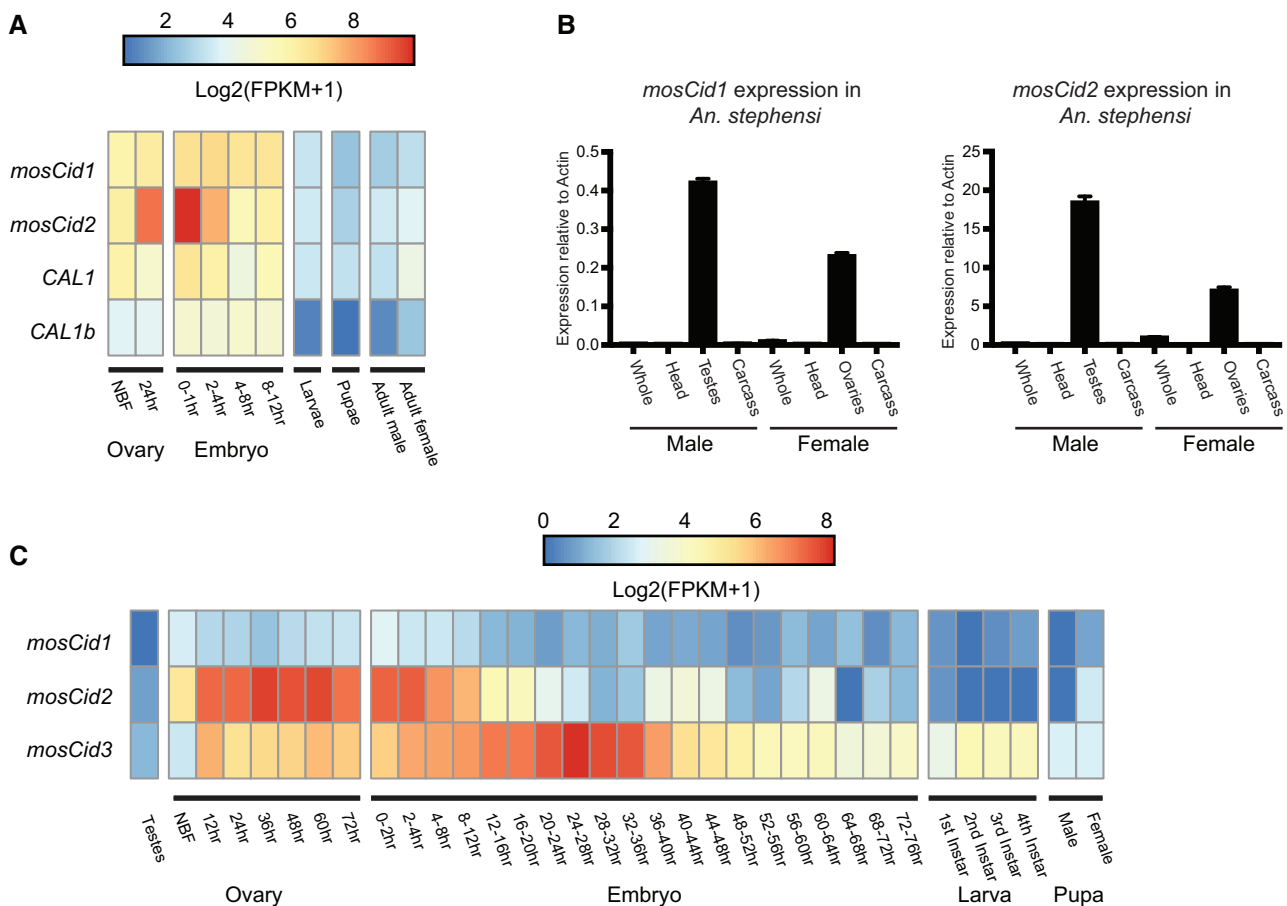 A
2 4 6 8
Log2(FPKM+1)
mosCid1
mosCid2
CAL1
CAL1b
NBF
24hr
0-1hr
2-4hr
4-8hr
8-12hr
Larvae
Pupae
Adult male
Adult female
Ovary
Embryo
B
mosCid1 expression in
An. stephensi
Expression relative to Actin
0.5
0.4
0.3
0.2
0.1
0.0
Whole
Head
Testes
Carcass
Whole
Head
Ovaries
Carcass
Male
Female
mosCid2 expression in
An. stephensi
Expression relative to Actin
25
20
15
10
5
0
Whole
Head
Testes
Carcass
Whole
Head
Ovaries
Carcass
Male
Female
C
0 2 4 6 8
Log2(FPKM+1)
mosCid1
mosCid2
mosCid3
Testes
NBF
12hr
24hr
36hr
48hr
60hr
72hr
0-2hr
2-4hr
4-8hr
8-12hr
12-16hr
16-20hr
20-24hr
24-28hr
28-32hr
32-36hr
36-40hr
40-44hr
44-48hr
48-52hr
52-56hr
56-60hr
60-64hr
64-68hr
68-72hr
72-76hr
1st Instar
2nd Instar
3rd Instar
4th Instar
Male
Female
Ovary
Embryo
Larva
Pupa